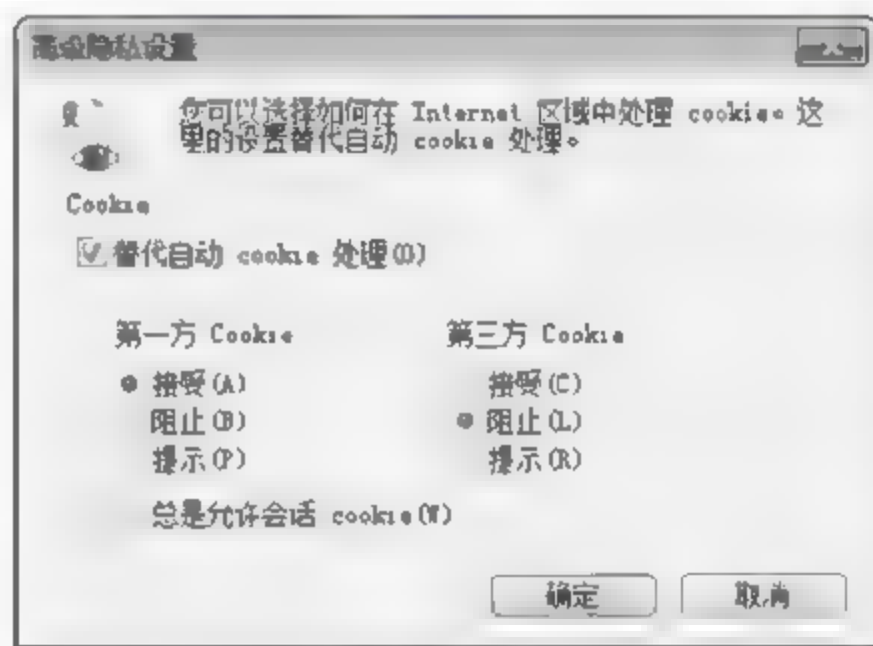 高级隐私设置
您可以选择如何在 Internet 区域中处理 cookie。这
里的设置替代自动 cookie 处理。
Cookie
替代自动 cookie 处理(O)
第一方 Cookie 第三方 Cookie
接受(A) 接受(C)
阻止(B) 阻止(L)
提示(P) 提示(R)
总是允许会话 cookie(W)
确定 取消